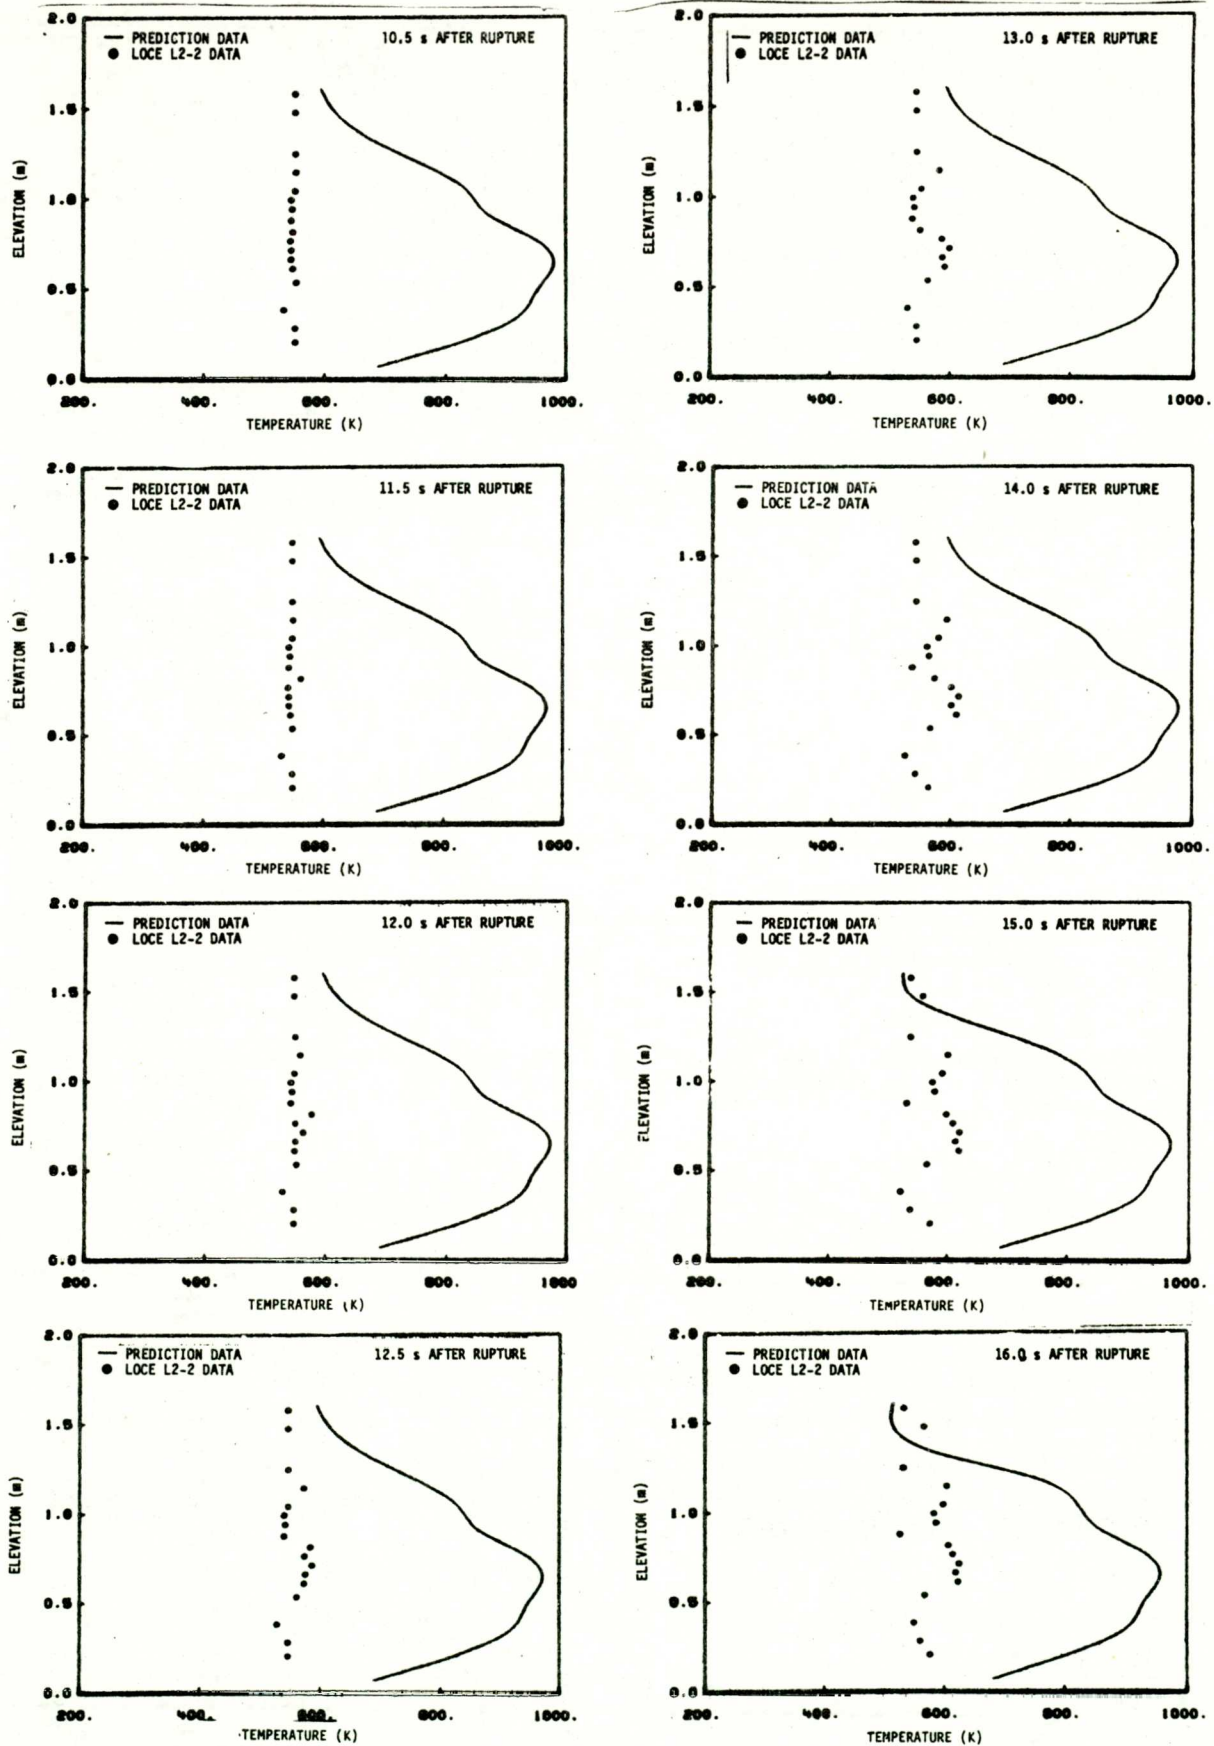 2.0
— PREDICTION DATA 10.5 s AFTER RUPTURE
● LOCE L2-2 DATA
1.5
ELEVATION (m)
1.0
0.5
0.0
200. 400. 600. 800. 1000.
TEMPERATURE (K)
2.0
— PREDICTION DATA 13.0 s AFTER RUPTURE
● LOCE L2-2 DATA
1.5
ELEVATION (m)
1.0
0.5
0.0
200. 400. 600. 800. 1000.
TEMPERATURE (K)
2.0
— PREDICTION DATA 11.5 s AFTER RUPTURE
● LOCE L2-2 DATA
1.5
ELEVATION (m)
1.0
0.5
0.0
200. 400. 600. 800. 1000.
TEMPERATURE (K)
2.0
— PREDICTION DATA 14.0 s AFTER RUPTURE
● LOCE L2-2 DATA
1.5
ELEVATION (m)
1.0
0.5
0.0
200. 400. 600. 800. 1000.
TEMPERATURE (K)
2.0
— PREDICTION DATA 12.0 s AFTER RUPTURE
● LOCE L2-2 DATA
1.5
ELEVATION (m)
1.0
0.5
0.0
200. 400. 600. 800. 1000.
TEMPERATURE (K)
2.0
— PREDICTION DATA 15.0 s AFTER RUPTURE
● LOCE L2-2 DATA
1.5
ELEVATION (m)
1.0
0.5
0.0
200. 400. 600. 800. 1000.
TEMPERATURE (K)
2.0
— PREDICTION DATA 12.5 s AFTER RUPTURE
● LOCE L2-2 DATA
1.5
ELEVATION (m)
1.0
0.5
0.0
200. 400. 600. 800. 1000.
TEMPERATURE (K)
2.0
— PREDICTION DATA 16.0 s AFTER RUPTURE
● LOCE L2-2 DATA
1.5
ELEVATION (m)
1.0
0.5
0.0
200. 400. 600. 800. 1000.
TEMPERATURE (K)